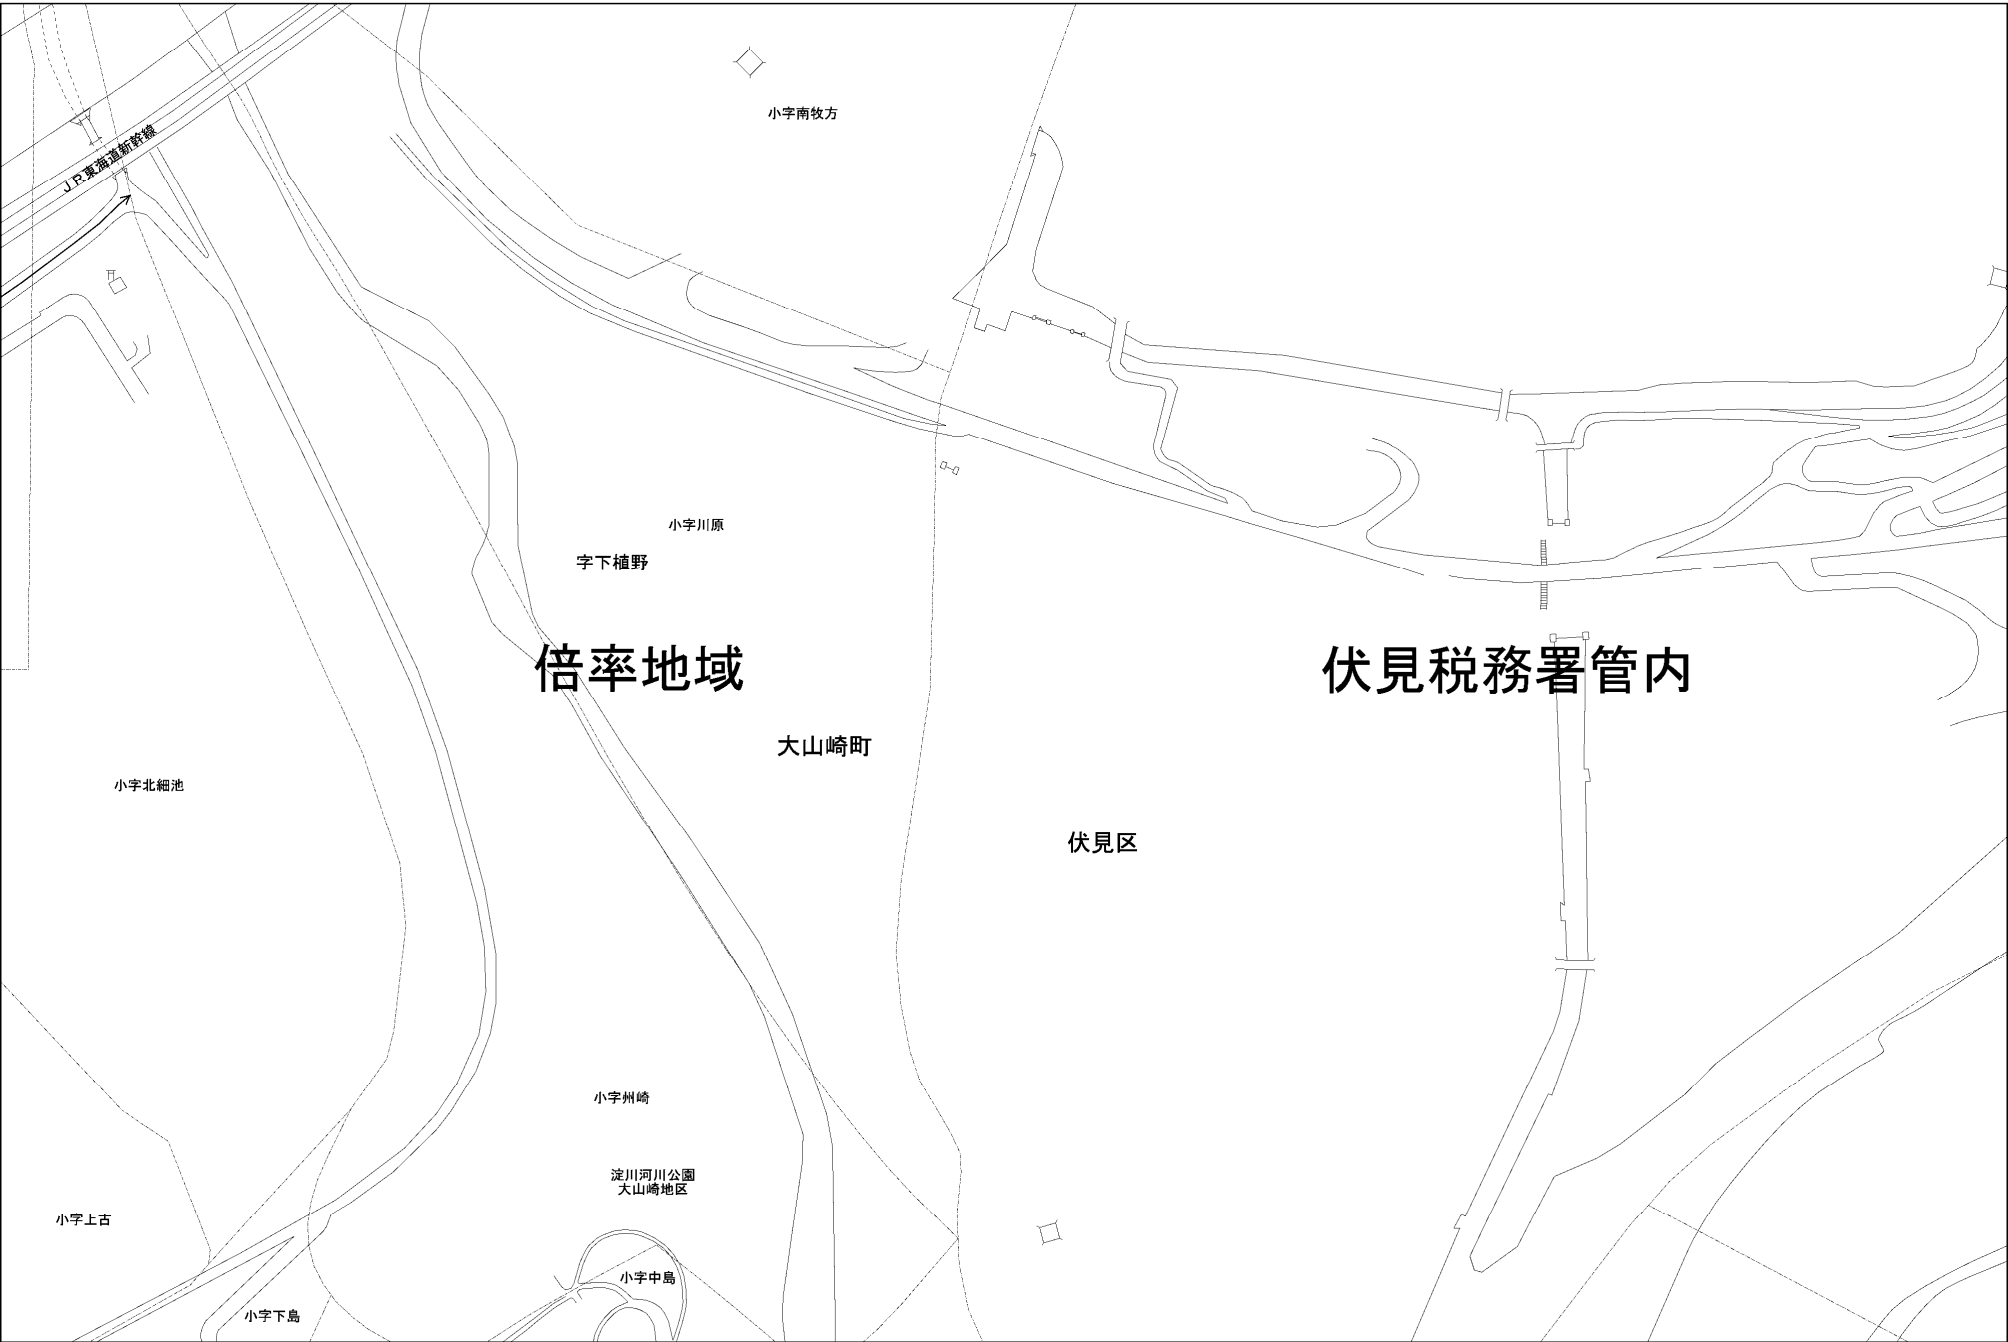 小字南牧方
JR東海道新幹線
小字川原
字下植野
倍率地域
伏見税務署管内
大山崎町
小字北細池
伏見区
小字州崎
淀川河川公園
大山崎地区
小字上古
小字中島
小字下島